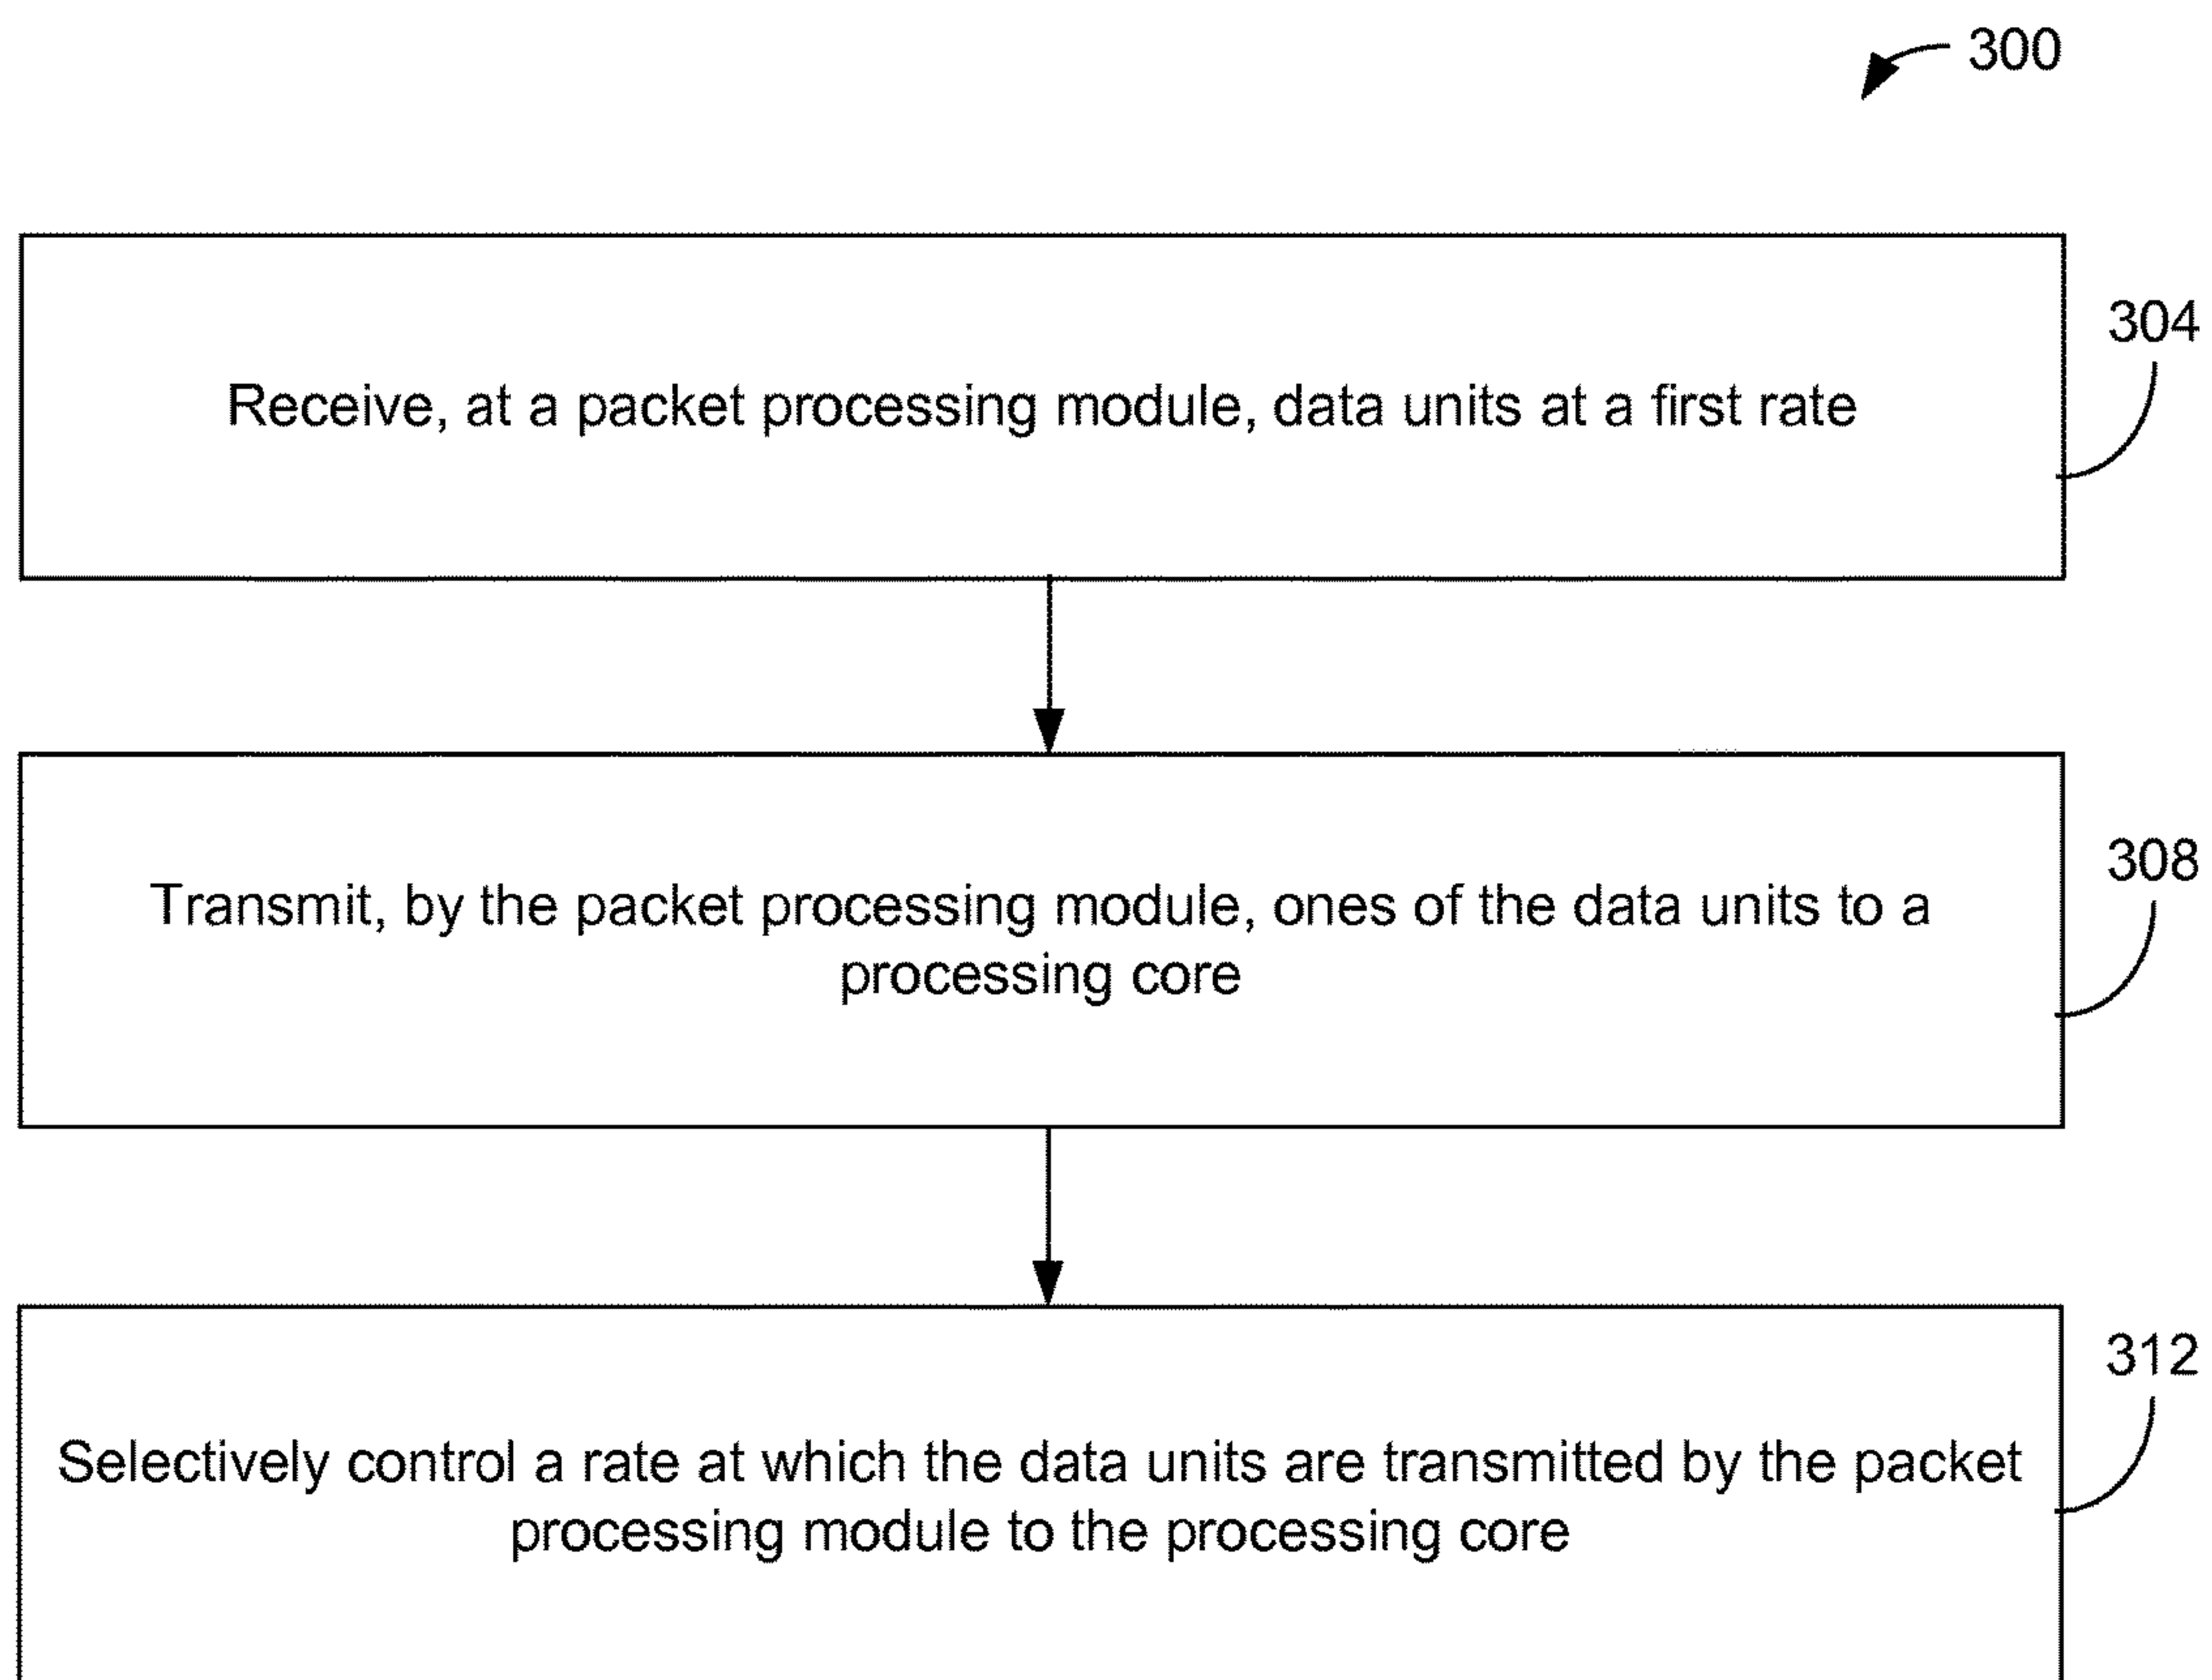 300
Receive, at a packet processing module, data units at a first rate
304
Transmit, by the packet processing module, ones of the data units to a
processing core
308
Selectively control a rate at which the data units are transmitted by the packet
processing module to the processing core
312